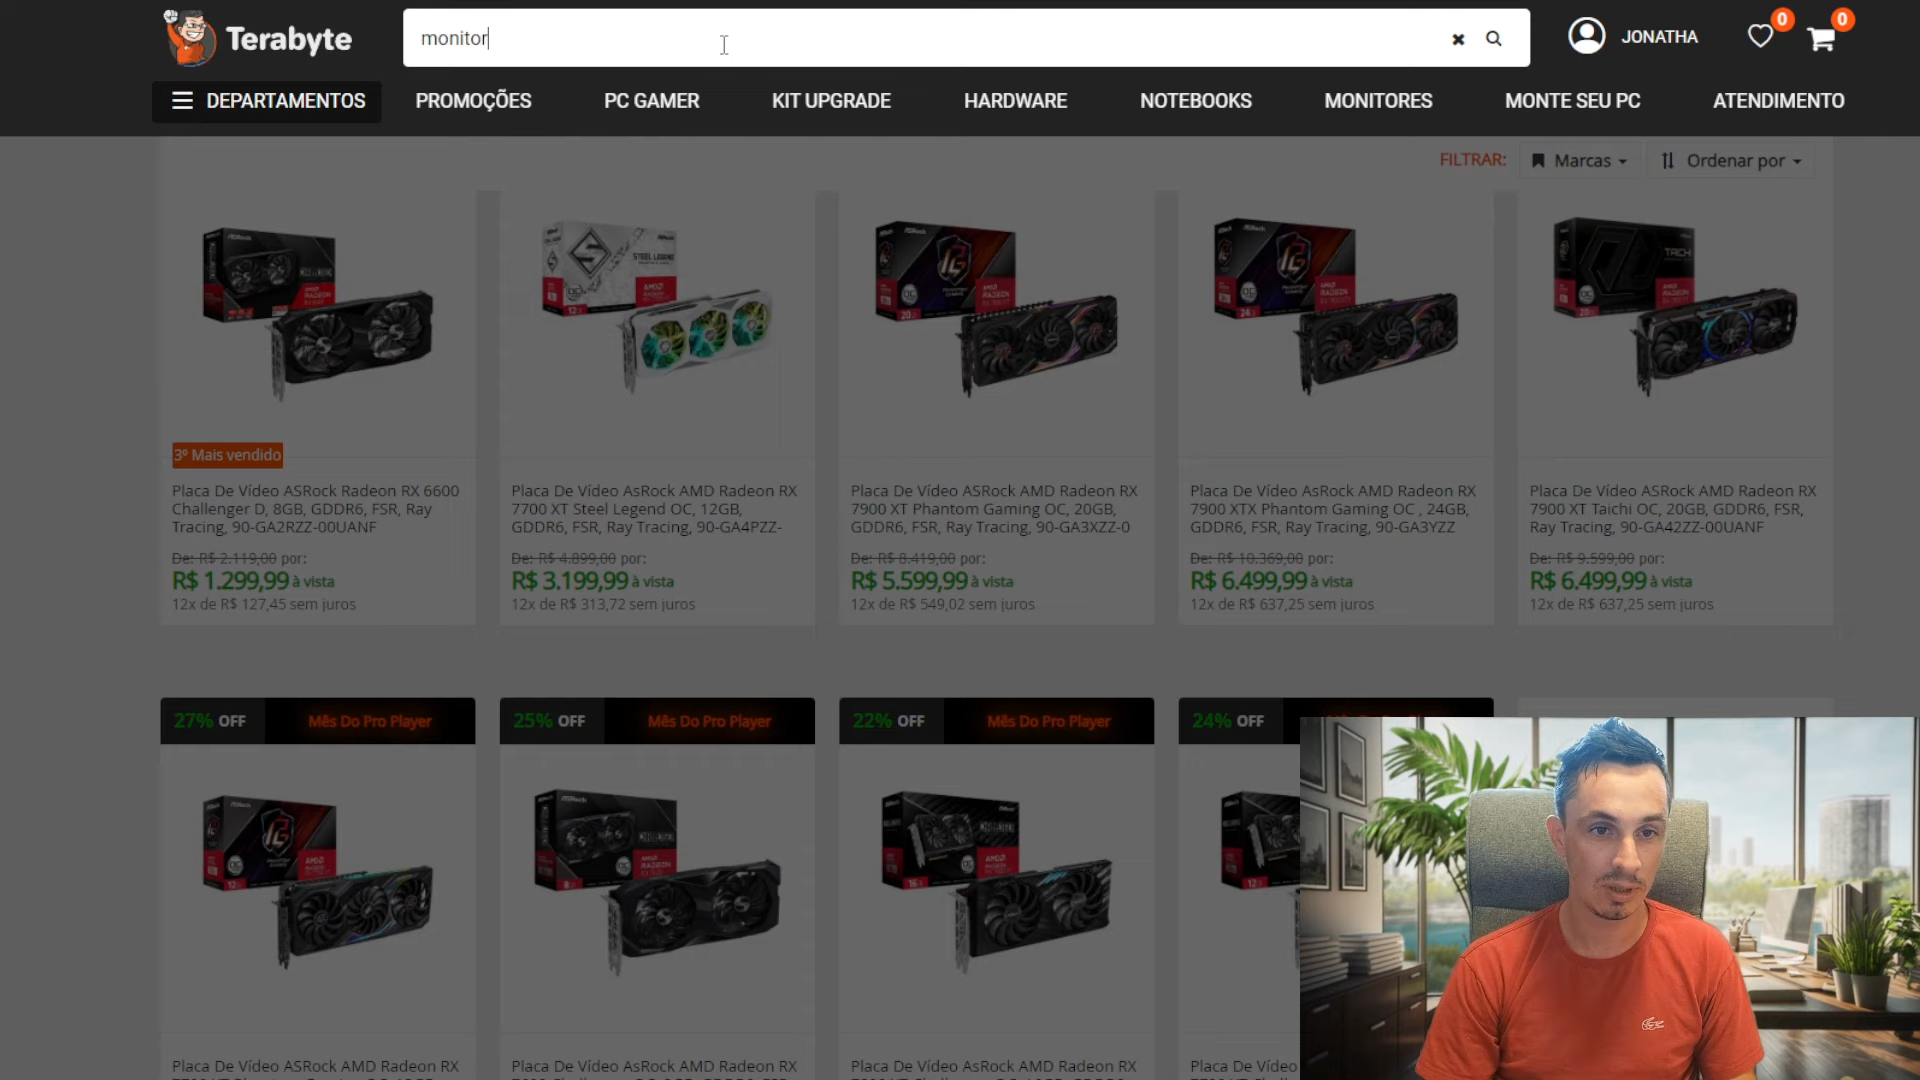 Terabyte
monitor
JONATHA
0
0
DEPARTAMENTOS
PROMOÇÕES
PC GAMER
KIT UPGRADE
HARDWARE
NOTEBOOKS
MONITORES
MONTE SEU PC
ATENDIMENTO
FILTRAR:
Marcas
Ordenar por
3º Mais vendido
Placa De Vídeo ASRock Radeon RX 6600
Challenger D, 8GB, GDDR6, FSR, Ray
Tracing, 90-GA2RZZ-00UANF
De: R$ 2.119,00 por:
R$ 1.299,99 à vista
12x de R$ 127,45 sem juros
Placa De Vídeo AsRock AMD Radeon RX
7700 XT Steel Legend OC, 12GB,
GDDR6, FSR, Ray Tracing, 90-GA4PZZ-
De: R$ 4.899,00 por:
R$ 3.199,99 à vista
12x de R$ 313,72 sem juros
Placa De Vídeo ASRock AMD Radeon RX
7900 XT Phantom Gaming OC, 20GB,
GDDR6, FSR, Ray Tracing, 90-GA3XZZ-0
De: R$ 8.419,00 por:
R$ 5.599,99 à vista
12x de R$ 549,02 sem juros
Placa De Vídeo ASRock AMD Radeon RX
7900 XTX Phantom Gaming OC , 24GB,
GDDR6, FSR, Ray Tracing, 90-GA3YZZ
De: R$ 10.369,00 por:
R$ 6.499,99 à vista
12x de R$ 637,25 sem juros
Placa De Vídeo ASRock AMD Radeon RX
7900 XT Taichi OC, 20GB, GDDR6, FSR,
Ray Tracing, 90-GA42ZZ-00UANF
De: R$ 9.599,00 por:
R$ 6.499,99 à vista
12x de R$ 637,25 sem juros
27% OFF
Mês Do Pro Player
25% OFF
Mês Do Pro Player
22% OFF
Mês Do Pro Player
24% OFF
Placa De Vídeo ASRock AMD Radeon RX
Placa De Vídeo ASRock AMD Radeon RX
Placa De Vídeo ASRock AMD Radeon RX
Placa De Vídeo